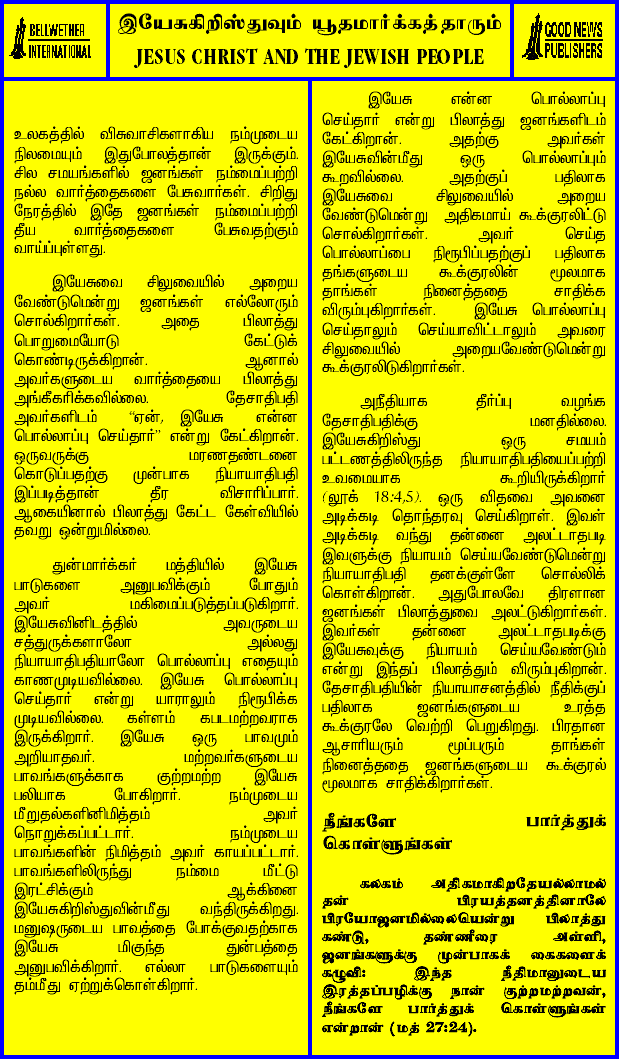 BELLWETHER
INTERNATIONAL
இயேசுகிறிஸ்துவும் யூதமார்க்கத்தாரும்
JESUS CHRIST AND THE JEWISH PEOPLE
GOOD NEWS
PUBLISHERS
உலகத்தில் விசுவாசிகளாகிய நம்முடைய
நிலமையும் இதுபோலத்தான் இருக்கும்.
சில சமயங்களில் ஜனங்கள் நம்மைப்பற்றி
நல்ல வார்த்தைகளை பேசுவார்கள். சிறிது
நேரத்தில் இதே ஜனங்கள் நம்மைப்பற்றி
தீய வார்த்தைகளை பேசுவதற்கும்
வாய்ப்புள்ளது.
இயேசுவை சிலுவையில் அறைய
வேண்டுமென்று ஜனங்கள் எல்லோரும்
சொல்கிறார்கள். அதை பிலாத்து
பொறுமையோடு கேட்டுக்
கொண்டிருக்கிறான். ஆனால்
அவர்களுடைய வார்த்தையை பிலாத்து
அங்கீகரிக்கவில்லை. தேசாதிபதி
அவர்களிடம் “ஏன், இயேசு என்ன
பொல்லாப்பு செய்தார்” என்று கேட்கிறான்.
ஒருவருக்கு மரணதண்டனை
கொடுப்பதற்கு முன்பாக நியாயாதிபதி
இப்படித்தான் தீர விசாரிப்பார்.
ஆகையினால் பிலாத்து கேட்ட கேள்வியில்
தவறு ஒன்றுமில்லை.
துன்மார்க்கர் மத்தியில் இயேசு
பாடுகளை அனுபவிக்கும் போதும்
அவர் மகிமைப்படுத்தப்படுகிறார்.
இயேசுவினிடத்தில் அவருடைய
சத்துருக்களாலோ அல்லது
நியாயாதிபதியாலோ பொல்லாப்பு எதையும்
காணமுடியவில்லை. இயேசு பொல்லாப்பு
செய்தார் என்று யாராலும் நிரூபிக்க
முடியவில்லை. கள்ளம் கபடமற்றவராக
இருக்கிறார். இயேசு ஒரு பாவமும்
அறியாதவர். மற்றவர்களுடைய
பாவங்களுக்காக குற்றமற்ற இயேசு
பலியாக போகிறார். நம்முடைய
மீறுதல்களினிமித்தம் அவர்
நொறுக்கப்பட்டார். நம்முடைய
பாவங்களின் நிமித்தம் அவர் காயப்பட்டார்.
பாவங்களிலிருந்து நம்மை மீட்டு
இரட்சிக்கும் ஆக்கினை
இயேசுகிறிஸ்துவின்மீது வந்திருக்கிறது.
மனுஷருடைய பாவத்தை போக்குவதற்காக
இயேசு மிகுந்த துன்பத்தை
அனுபவிக்கிறார். எல்லா பாடுகளையும்
தம்மீது ஏற்றுக்கொள்கிறார்.
இயேசு என்ன பொல்லாப்பு
செய்தார் என்று பிலாத்து ஜனங்களிடம்
கேட்கிறான். அதற்கு அவர்கள்
இயேசுவின்மீது ஒரு பொல்லாப்பும்
கூறவில்லை. அதற்குப் பதிலாக
இயேசுவை சிலுவையில் அறைய
வேண்டுமென்று அதிகமாய் கூக்குரலிட்டு
சொல்கிறார்கள். அவர் செய்த
பொல்லாப்பை நிரூபிப்பதற்குப் பதிலாக
தங்களுடைய கூக்குரலின் மூலமாக
தாங்கள் நினைத்ததை சாதிக்க
விரும்புகிறார்கள். இயேசு பொல்லாப்பு
செய்தாலும் செய்யாவிட்டாலும் அவரை
சிலுவையில் அறையவேண்டுமென்று
கூக்குரலிடுகிறார்கள்.
அநீதியாக தீர்ப்பு வழங்க
தேசாதிபதிக்கு மனதில்லை.
இயேசுகிறிஸ்து ஒரு சமயம்
பட்டணத்திலிருந்த நியாயாதிபதியைப்பற்றி
உவமையாக கூறியிருக்கிறார்
(லூக் 18:4,5). ஒரு விதவை அவனை
அடிக்கடி தொந்தரவு செய்கிறாள். இவள்
அடிக்கடி வந்து தன்னை அலட்டாதபடி
இவளுக்கு நியாயம் செய்யவேண்டுமென்று
நியாயாதிபதி தனக்குள்ளே சொல்லிக்
கொள்கிறான். அதுபோலவே திரளான
ஜனங்கள் பிலாத்துவை அலட்டுகிறார்கள்.
இவர்கள் தன்னை அலட்டாதபடிக்கு
இயேசுவுக்கு நியாயம் செய்யவேண்டும்
என்று இந்தப் பிலாத்தும் விரும்புகிறான்.
தேசாதிபதியின் நியாயாசனத்தில் நீதிக்குப்
பதிலாக ஜனங்களுடைய உரத்த
கூக்குரலே வெற்றி பெறுகிறது. பிரதான
ஆசாரியரும் மூப்பரும் தாங்கள்
நினைத்ததை ஜனங்களுடைய கூக்குரல்
மூலமாக சாதிக்கிறார்கள்.
நீங்களே பார்த்துக்
கொள்ளுங்கள்
கலகம் அதிகமாகிறதேயல்லாமல்
தன் பிரயத்தனத்தினாலே
பிரயோஜனமில்லையென்று பிலாத்து
கண்டு, தண்ணீரை அள்ளி,
ஜனங்களுக்கு முன்பாகக் கைகளைக்
கழுவி: இந்த நீதிமானுடைய
இரத்தப்பழிக்கு நான் குற்றமற்றவன்,
நீங்களே பார்த்துக் கொள்ளுங்கள்
என்றான் (மத் 27:24).